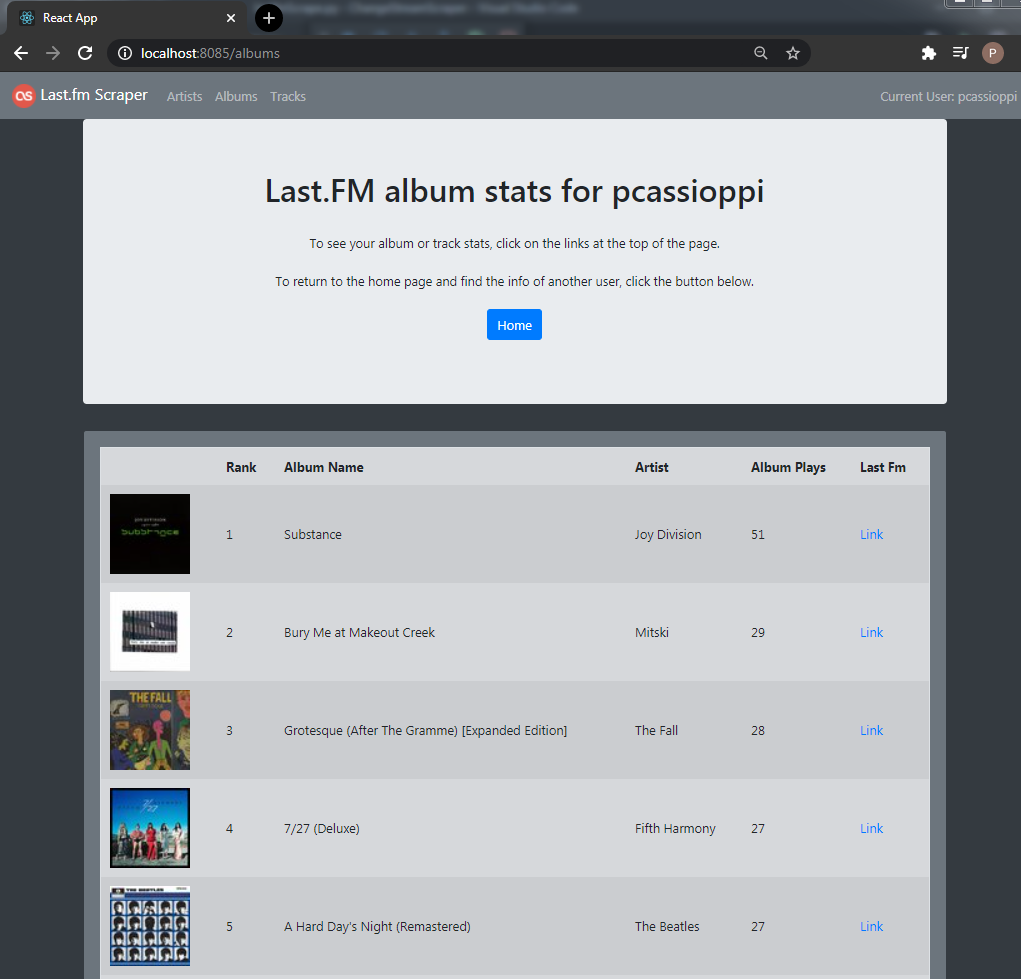 React App
localhost:8085/albums
P
Last.fm Scraper
Artists
Albums
Tracks
Current User: pcassioppi
Last.FM album stats for pcassioppi
To see your album or track stats, click on the links at the top of the page.
To return to the home page and find the info of another user, click the button below.
Home
Rank Album Name Artist Album Plays Last Fm
substance
1 Substance Joy Division 51 Link
2 Bury Me at Makeout Creek Mitski 29 Link
THE FALL
3 Grotesque (After The Gramme) [Expanded Edition] The Fall 28 Link
7/27
4 7/27 (Deluxe) Fifth Harmony 27 Link
THE BEATLES
5 A Hard Day's Night (Remastered) The Beatles 27 Link